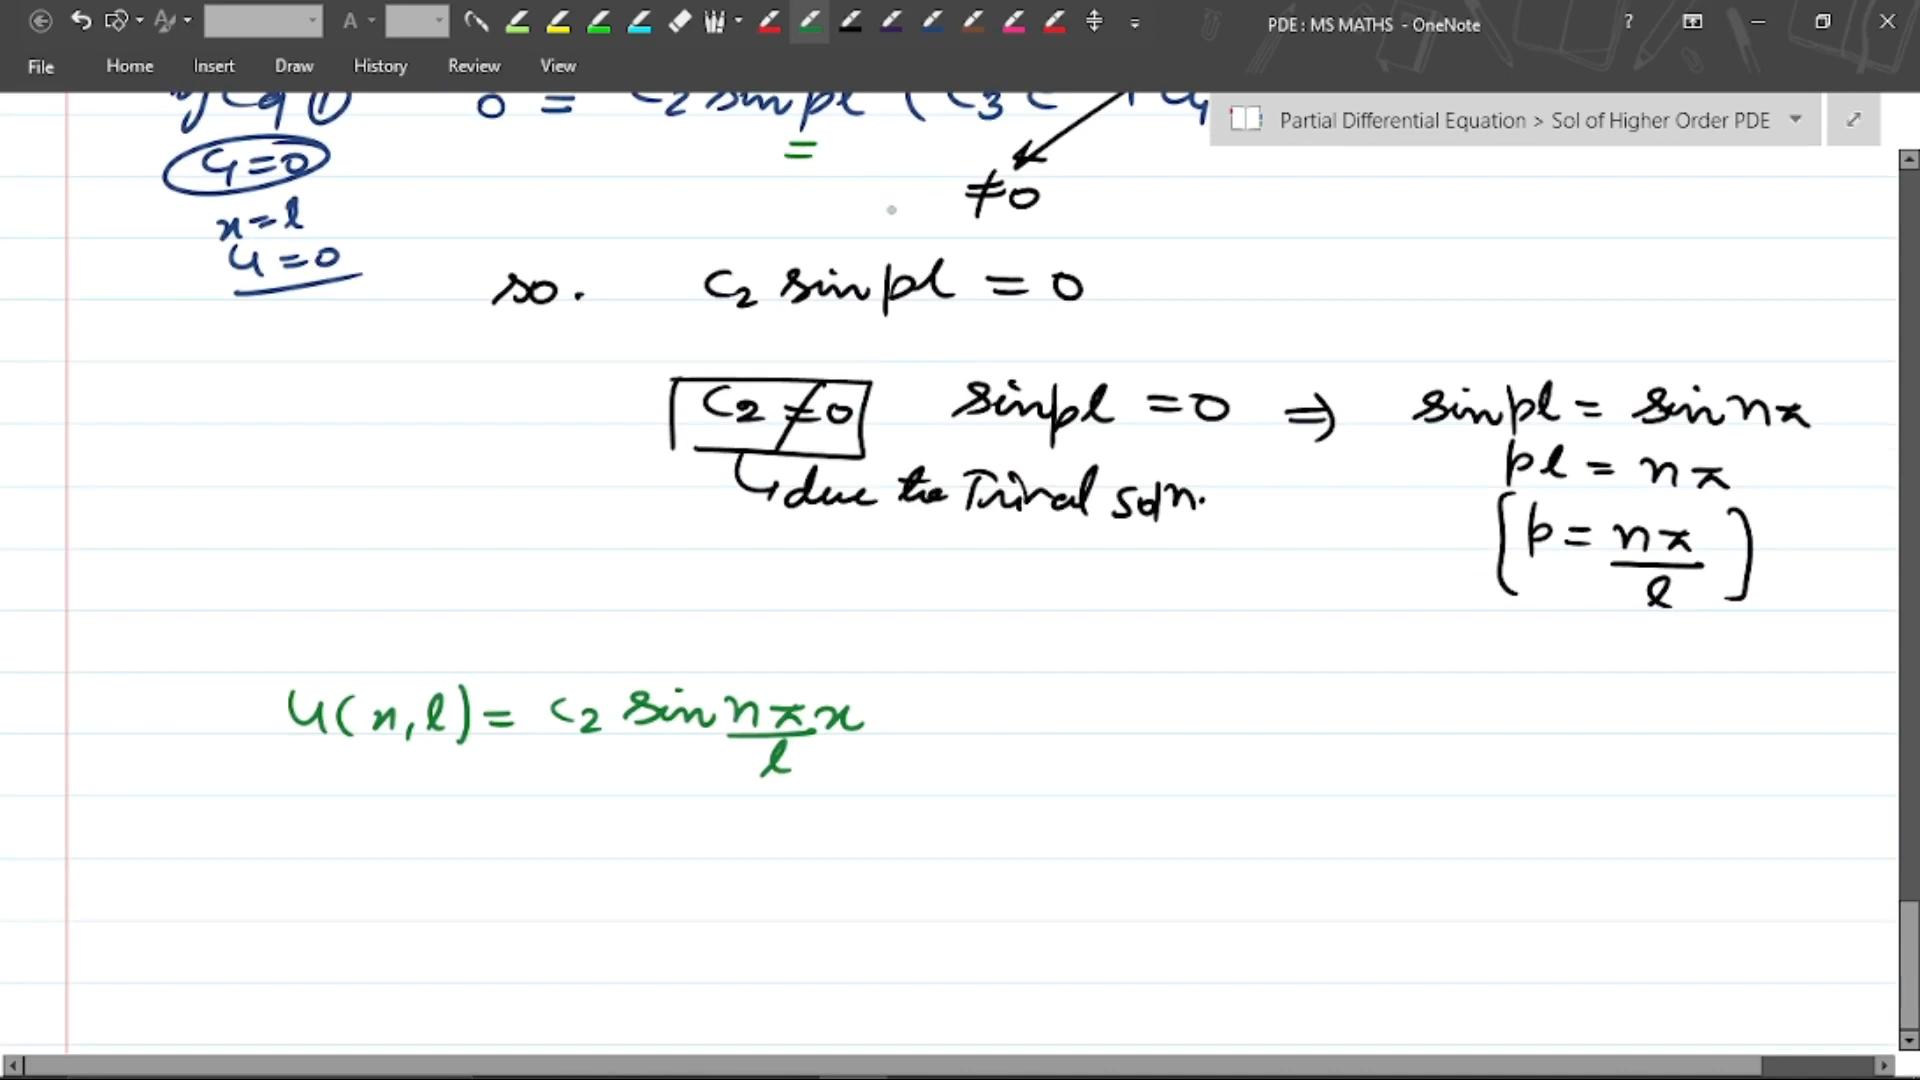 PDE : MS MATHS - OneNote
?
File Home Insert Draw History Review View
Partial Differential Equation > Sol of Higher Order PDE
0 = C2 sin pl ( C3 e
=
u=0
≠0
x=l
u=0
so. C2 sin pl = 0
C2 ≠ 0 sin pl = 0 ⇒ sin pl = sin nπ
due to Trival soln.
pl = nπ
[ p = nπ/l ]
u(x,l) = C2 sin nπx/l